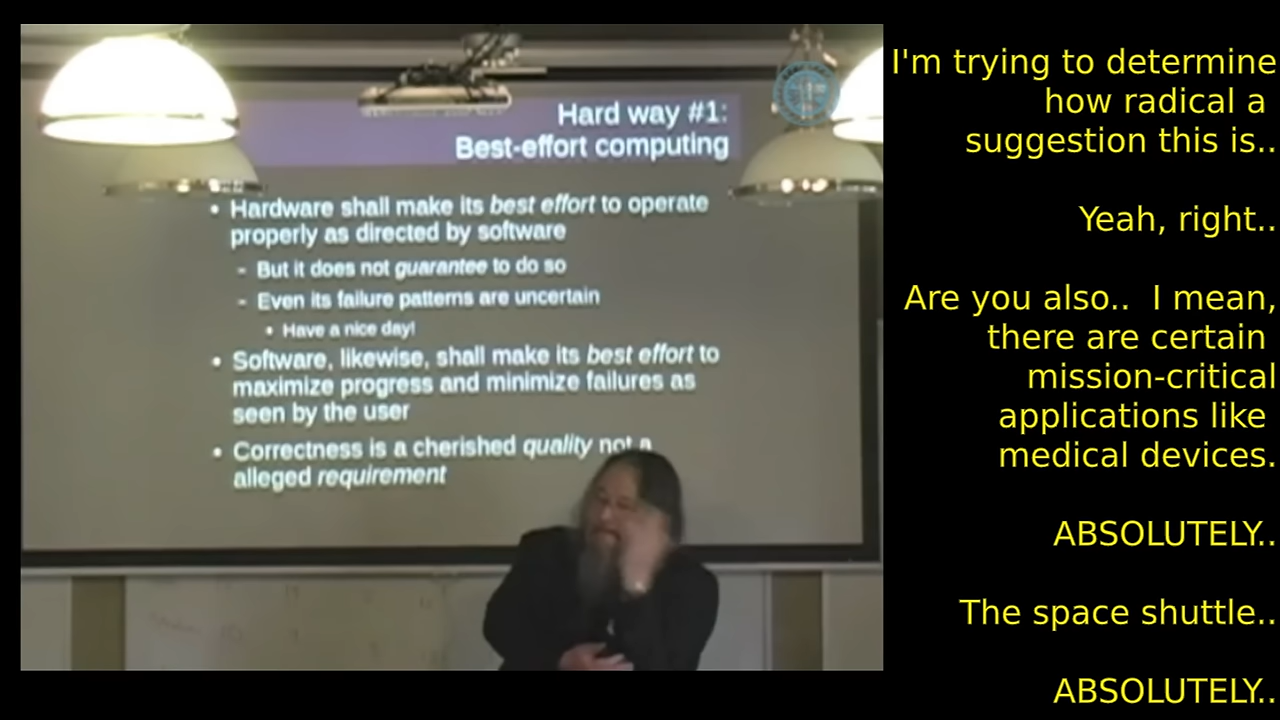 Hard way #1:
Best-effort computing
• Hardware shall make its best effort to operate
properly as directed by software
- But it does not guarantee to do so
- Even its failure patterns are uncertain
• Have a nice day!
• Software, likewise, shall make its best effort to
maximize progress and minimize failures as
seen by the user
• Correctness is a cherished quality not a
alleged requirement
I'm trying to determine
how radical a
suggestion this is..
Yeah, right..
Are you also.. I mean,
there are certain
mission-critical
applications like
medical devices.
ABSOLUTELY..
The space shuttle..
ABSOLUTELY..